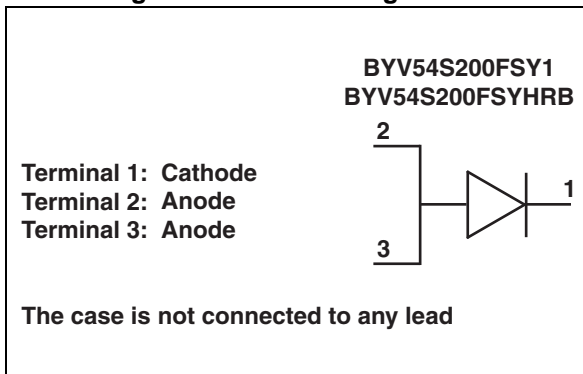 BYV54S200FSY1
BYV54S200FSYHRB
2
Terminal 1: Cathode
Terminal 2: Anode
Terminal 3: Anode
1
3
The case is not connected to any lead